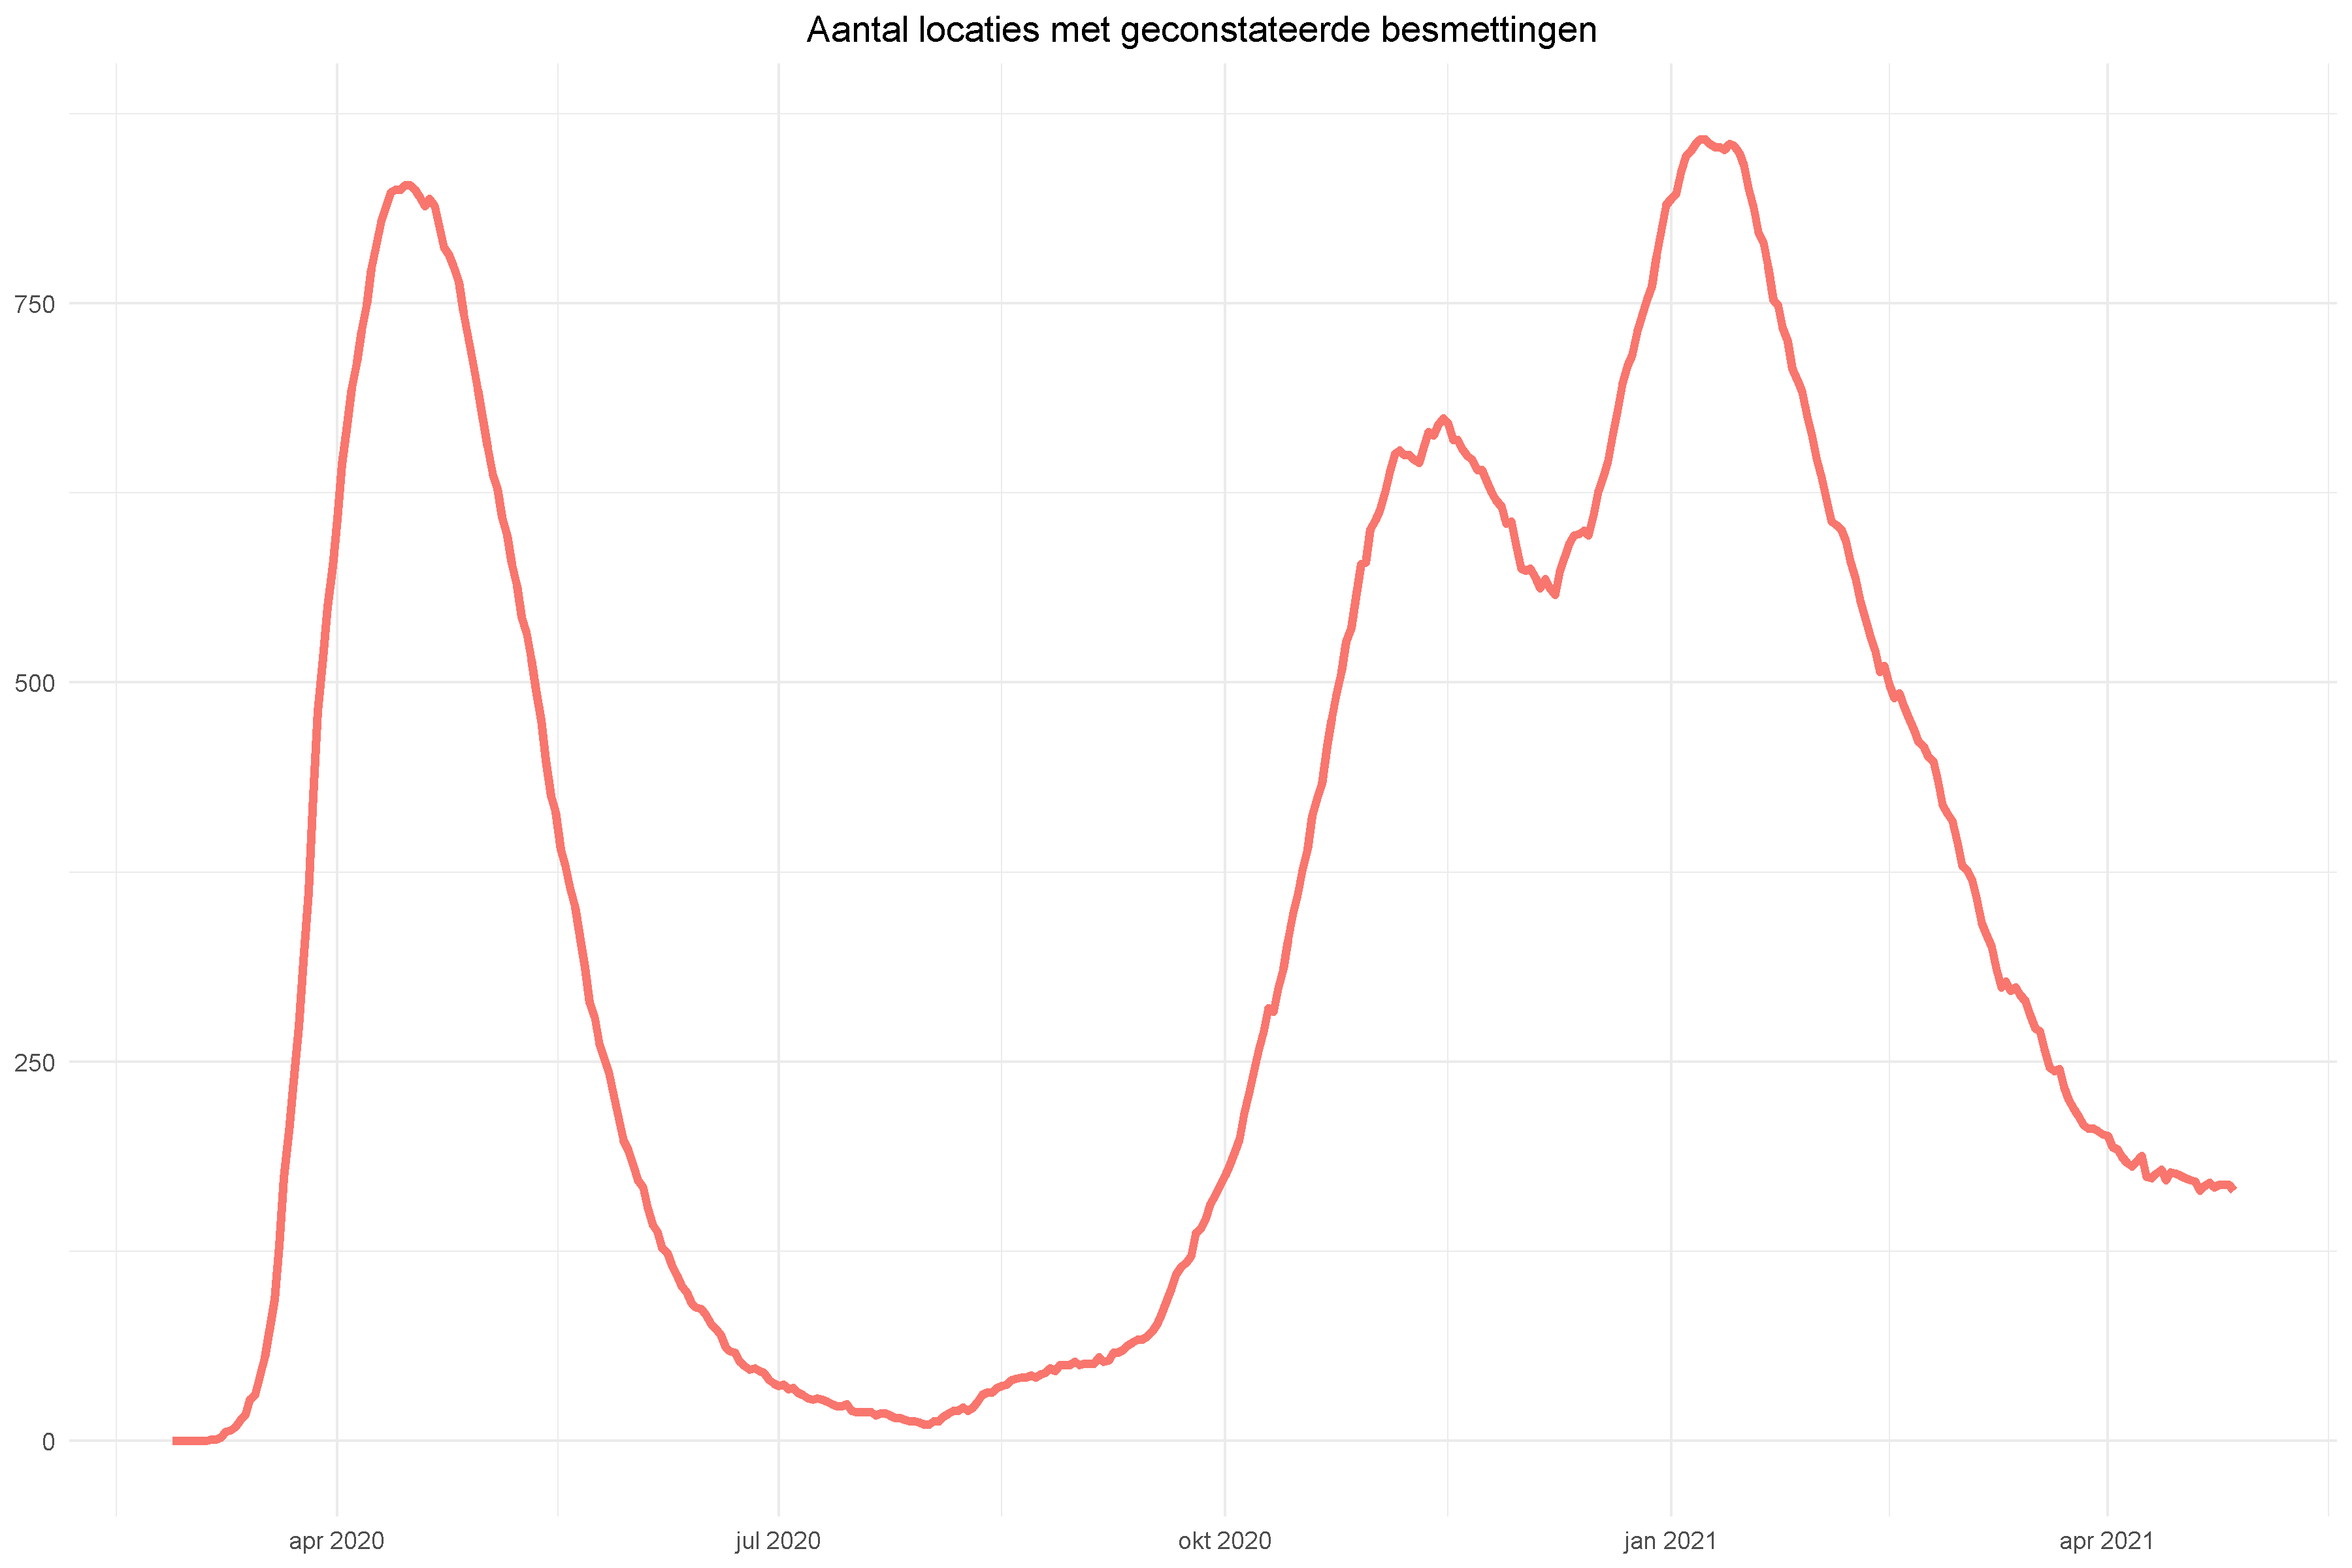 Aantal locaties met geconstateerde besmettingen
750
500
250
0
apr 2020
jul 2020
okt 2020
jan 2021
apr 2021